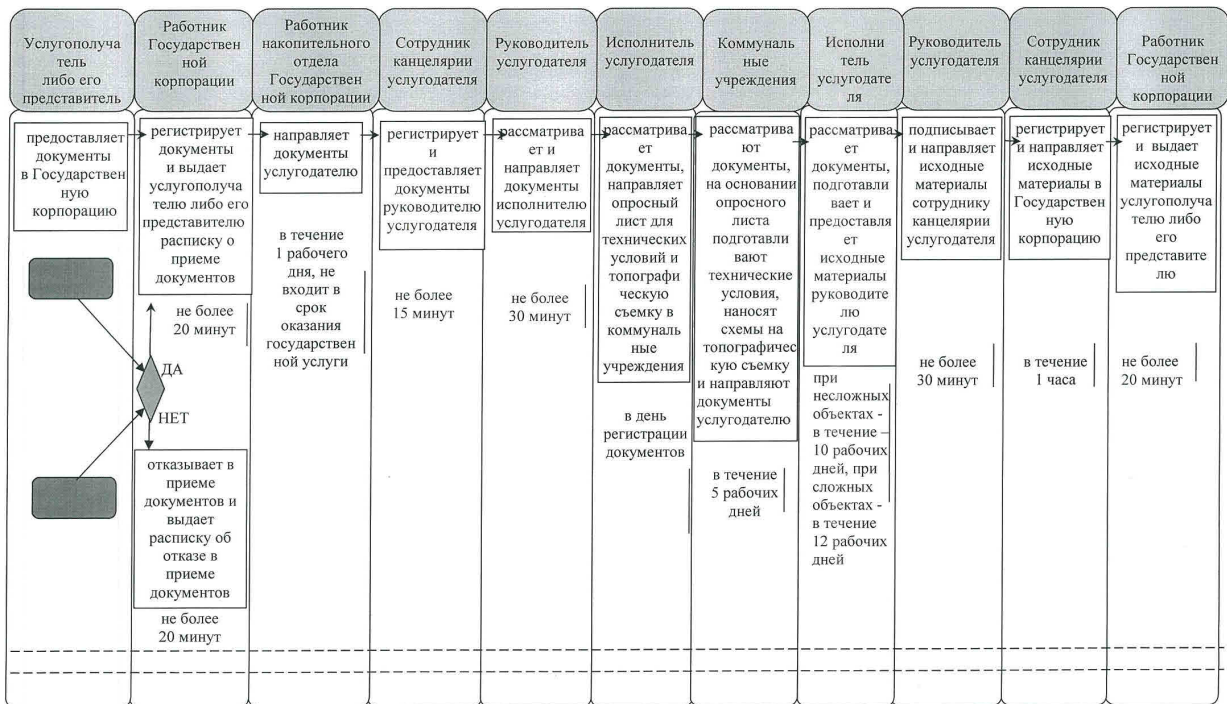 Услугополуча
тель
либо его
представитель
Работник
Государствен
ной
корпорации
Работник
накопительного
отдела
Государствен
ной корпорации
Сотрудник
канцелярии
услугодателя
Руководитель
услугодателя
Исполнитель
услугодателя
Коммуналь
ные
учреждения
Исполни
тель
услугодате
ля
Руководитель
услугодателя
Сотрудник
канцелярии
услугодателя
Работник
Государствен
ной
корпорации
предоставляет
документы
в Государствен
ную
корпорацию
регистрирует
документы
и выдает
услугополуча
телю либо его
представителю
расписку о
приеме
документов
не более
20 минут
ДА
НЕТ
отказывает в
приеме
документов и
выдает
расписку об
отказе в
приеме
документов
не более
20 минут
направляет
документы
услугодателю
в течение
1 рабочего
дня, не
входит в
срок
оказания
государствен
ной услуги
регистрирует
и
предоставляет
документы
руководителю
услугодателя
не более
15 минут
рассматрива
ет и
направляет
документы
исполнителю
услугодателя
не более
30 минут
рассматрива
ет
документы,
направляет
опросный
лист для
технических
условий и
топографи
ческую
съемку в
коммуналь
ные
учреждения
в день
регистрации
документов
рассматрива
ют
документы,
на основании
опросного
листа
подготавли
вают
технические
условия,
наносят
схемы на
топографичес
кую съемку
и направляют
документы
услугодателю
в течение
5 рабочих
дней
рассматрива
ет
документы,
подготавли
вает и
предоставля
ет
исходные
материалы
руководите
лю
услугодате
ля
при
несложных
объектах -
в течение –
10 рабочих
дней, при
сложных
объектах -
в течение
12 рабочих
дней
подписывает
и направляет
исходные
материалы
сотруднику
канцелярии
услугодателя
не более
30 минут
регистрирует
и направляет
исходные
материалы в
Государствен
ную
корпорацию
в течение
1 часа
регистрирует
и выдает
исходные
материалы
услугополуча
телю либо
его
представите
лю
не более
20 минут